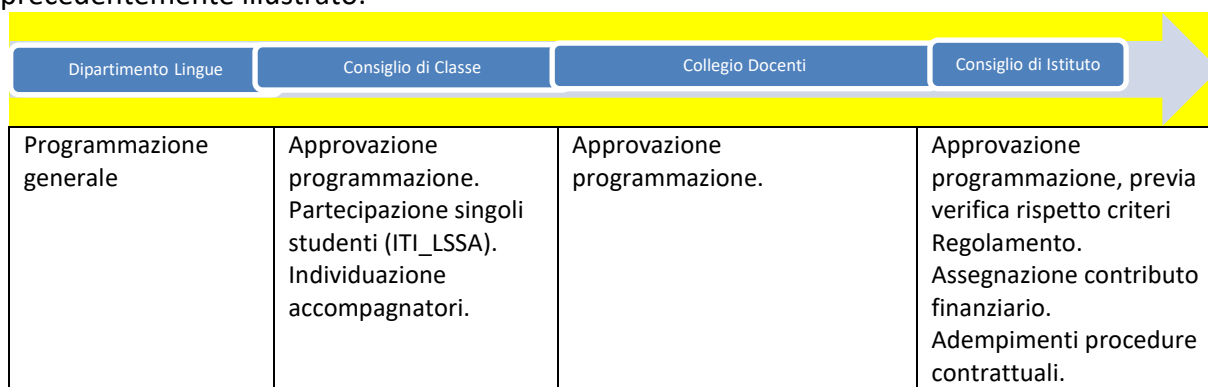 precedentemente illustrato.
Dipartimento Lingue
Consiglio di Classe
Collegio Docenti
Consiglio di Istituto
Programmazione
generale
Approvazione
programmazione.
Partecipazione singoli
studenti (ITI_LSSA).
Individuazione
accompagnatori.
Approvazione
programmazione.
Approvazione
programmazione, previa
verifica rispetto criteri
Regolamento.
Assegnazione contributo
finanziario.
Adempimenti procedure
contrattuali.